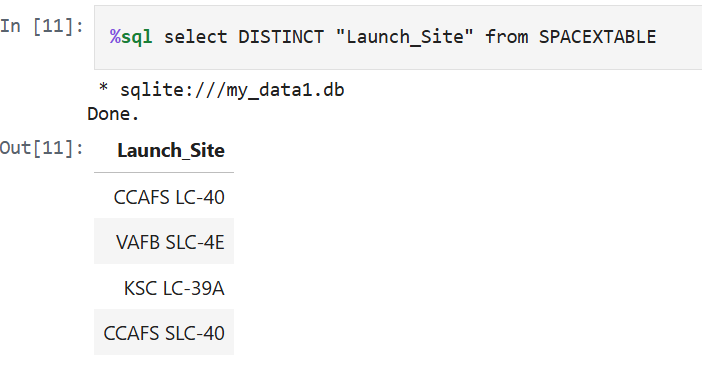 In [11]: %sql select DISTINCT "Launch_Site" from SPACEXTABLE
* sqlite:///my_data1.db
Done.
Out[11]: Launch_Site
CCAFS LC-40
VAFB SLC-4E
KSC LC-39A
CCAFS SLC-40